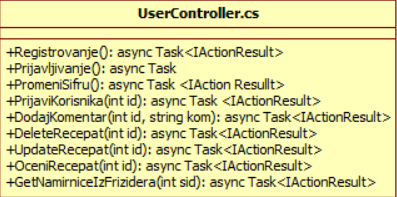 UserController.cs
+Registrovanje(): async Task<IActionResult>
+Prijavljivanje(): async Task
+PromeniSifru(): async Task <IAction Resullt>
+PrijaviKorisnika(int id): async Task <IActionResult>
+DodajKomentar(int id, string kom): async Task<IActionResult>
+DeleteRecepat(int id): async Task<IActionResult>
+UpdateRecepat(int id): async Task<IActionResult>
+OceniRecepat(int id): async Task<IActionResult>
+GetNamirniceIzFrizidera(int sid): async Task<IActionResult>